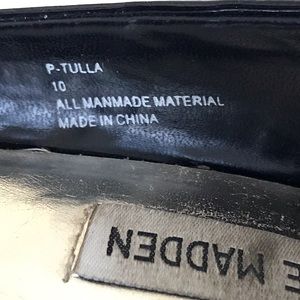 P-TULLA
10
ALL MANMADE MATERIAL
MADE IN CHINA
E MADDEN